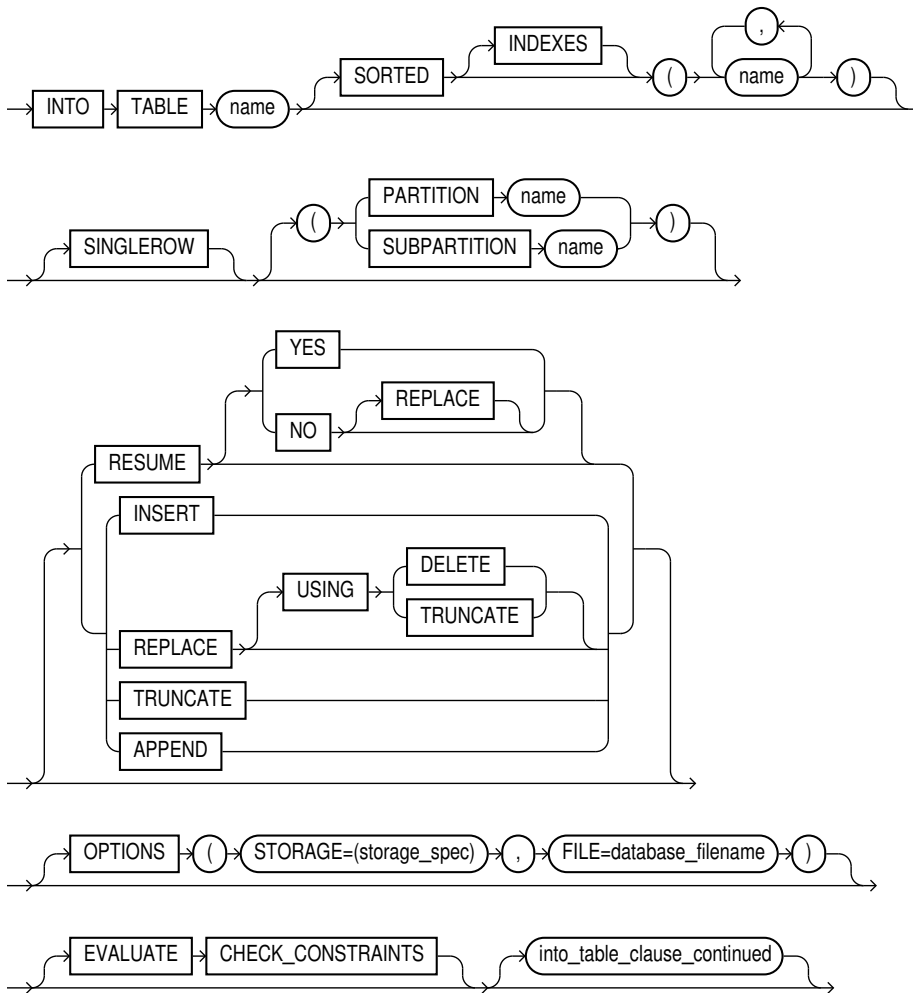 ,
INDEXES
SORTED ( name )
INTO TABLE name
PARTITION name
( )
SINGLEROW SUBPARTITION name
YES
REPLACE
NO
RESUME
INSERT
DELETE
USING
TRUNCATE
REPLACE
TRUNCATE
APPEND
OPTIONS ( STORAGE=(storage_spec) , FILE=database_filename )
EVALUATE CHECK_CONSTRAINTS into_table_clause_continued